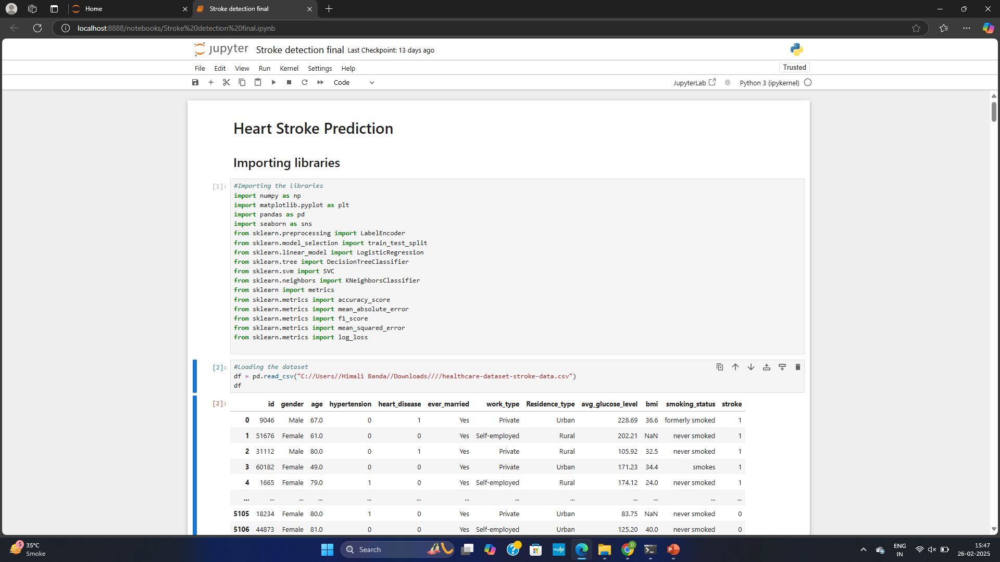 Home
Stroke detection final
localhost:8888/notebooks/Stroke%20detection%20final.ipynb
jupyter Stroke detection final Last Checkpoint: 13 days ago
File Edit View Run Kernel Settings Help
Trusted
Code
JupyterLab
Python 3 (ipykernel)
Heart Stroke Prediction
Importing libraries
[1]:
#Importing the libraries
import numpy as np
import matplotlib.pyplot as plt
import pandas as pd
import seaborn as sns
from sklearn.preprocessing import LabelEncoder
from sklearn.model_selection import train_test_split
from sklearn.linear_model import LogisticRegression
from sklearn.tree import DecisionTreeClassifier
from sklearn.svm import SVC
from sklearn.neighbors import KNeighborsClassifier
from sklearn import metrics
from sklearn.metrics import accuracy_score
from sklearn.metrics import mean_absolute_error
from sklearn.metrics import f1_score
from sklearn.metrics import mean_squared_error
from sklearn.metrics import log_loss
[2]:
#Loading the dataset
df = pd.read_csv("C://Users//Himali Banda//Downloads////healthcare-dataset-stroke-data.csv")
df
[2]:
id gender age hypertension heart_disease ever_married work_type Residence_type avg_glucose_level bmi smoking_status stroke
0 9046 Male 67.0 0 1 Yes Private Urban 228.69 36.6 formerly smoked 1
1 51676 Female 61.0 0 0 Yes Self-employed Rural 202.21 NaN never smoked 1
2 31112 Male 80.0 0 1 Yes Private Rural 105.92 32.5 never smoked 1
3 60182 Female 49.0 0 0 Yes Private Urban 171.23 34.4 smokes 1
4 1665 Female 79.0 1 0 Yes Self-employed Rural 174.12 24.0 never smoked 1
... ... ... ... ... ... ... ... ... ... ... ... ...
5105 18234 Female 80.0 1 0 Yes Private Urban 83.75 NaN never smoked 0
5106 44873 Female 81.0 0 0 Yes Self-employed Urban 125.20 40.0 never smoked 0
5
35°C
Smoke
Search
myhp
D
P
ENG
IN
15:47
26-02-2025